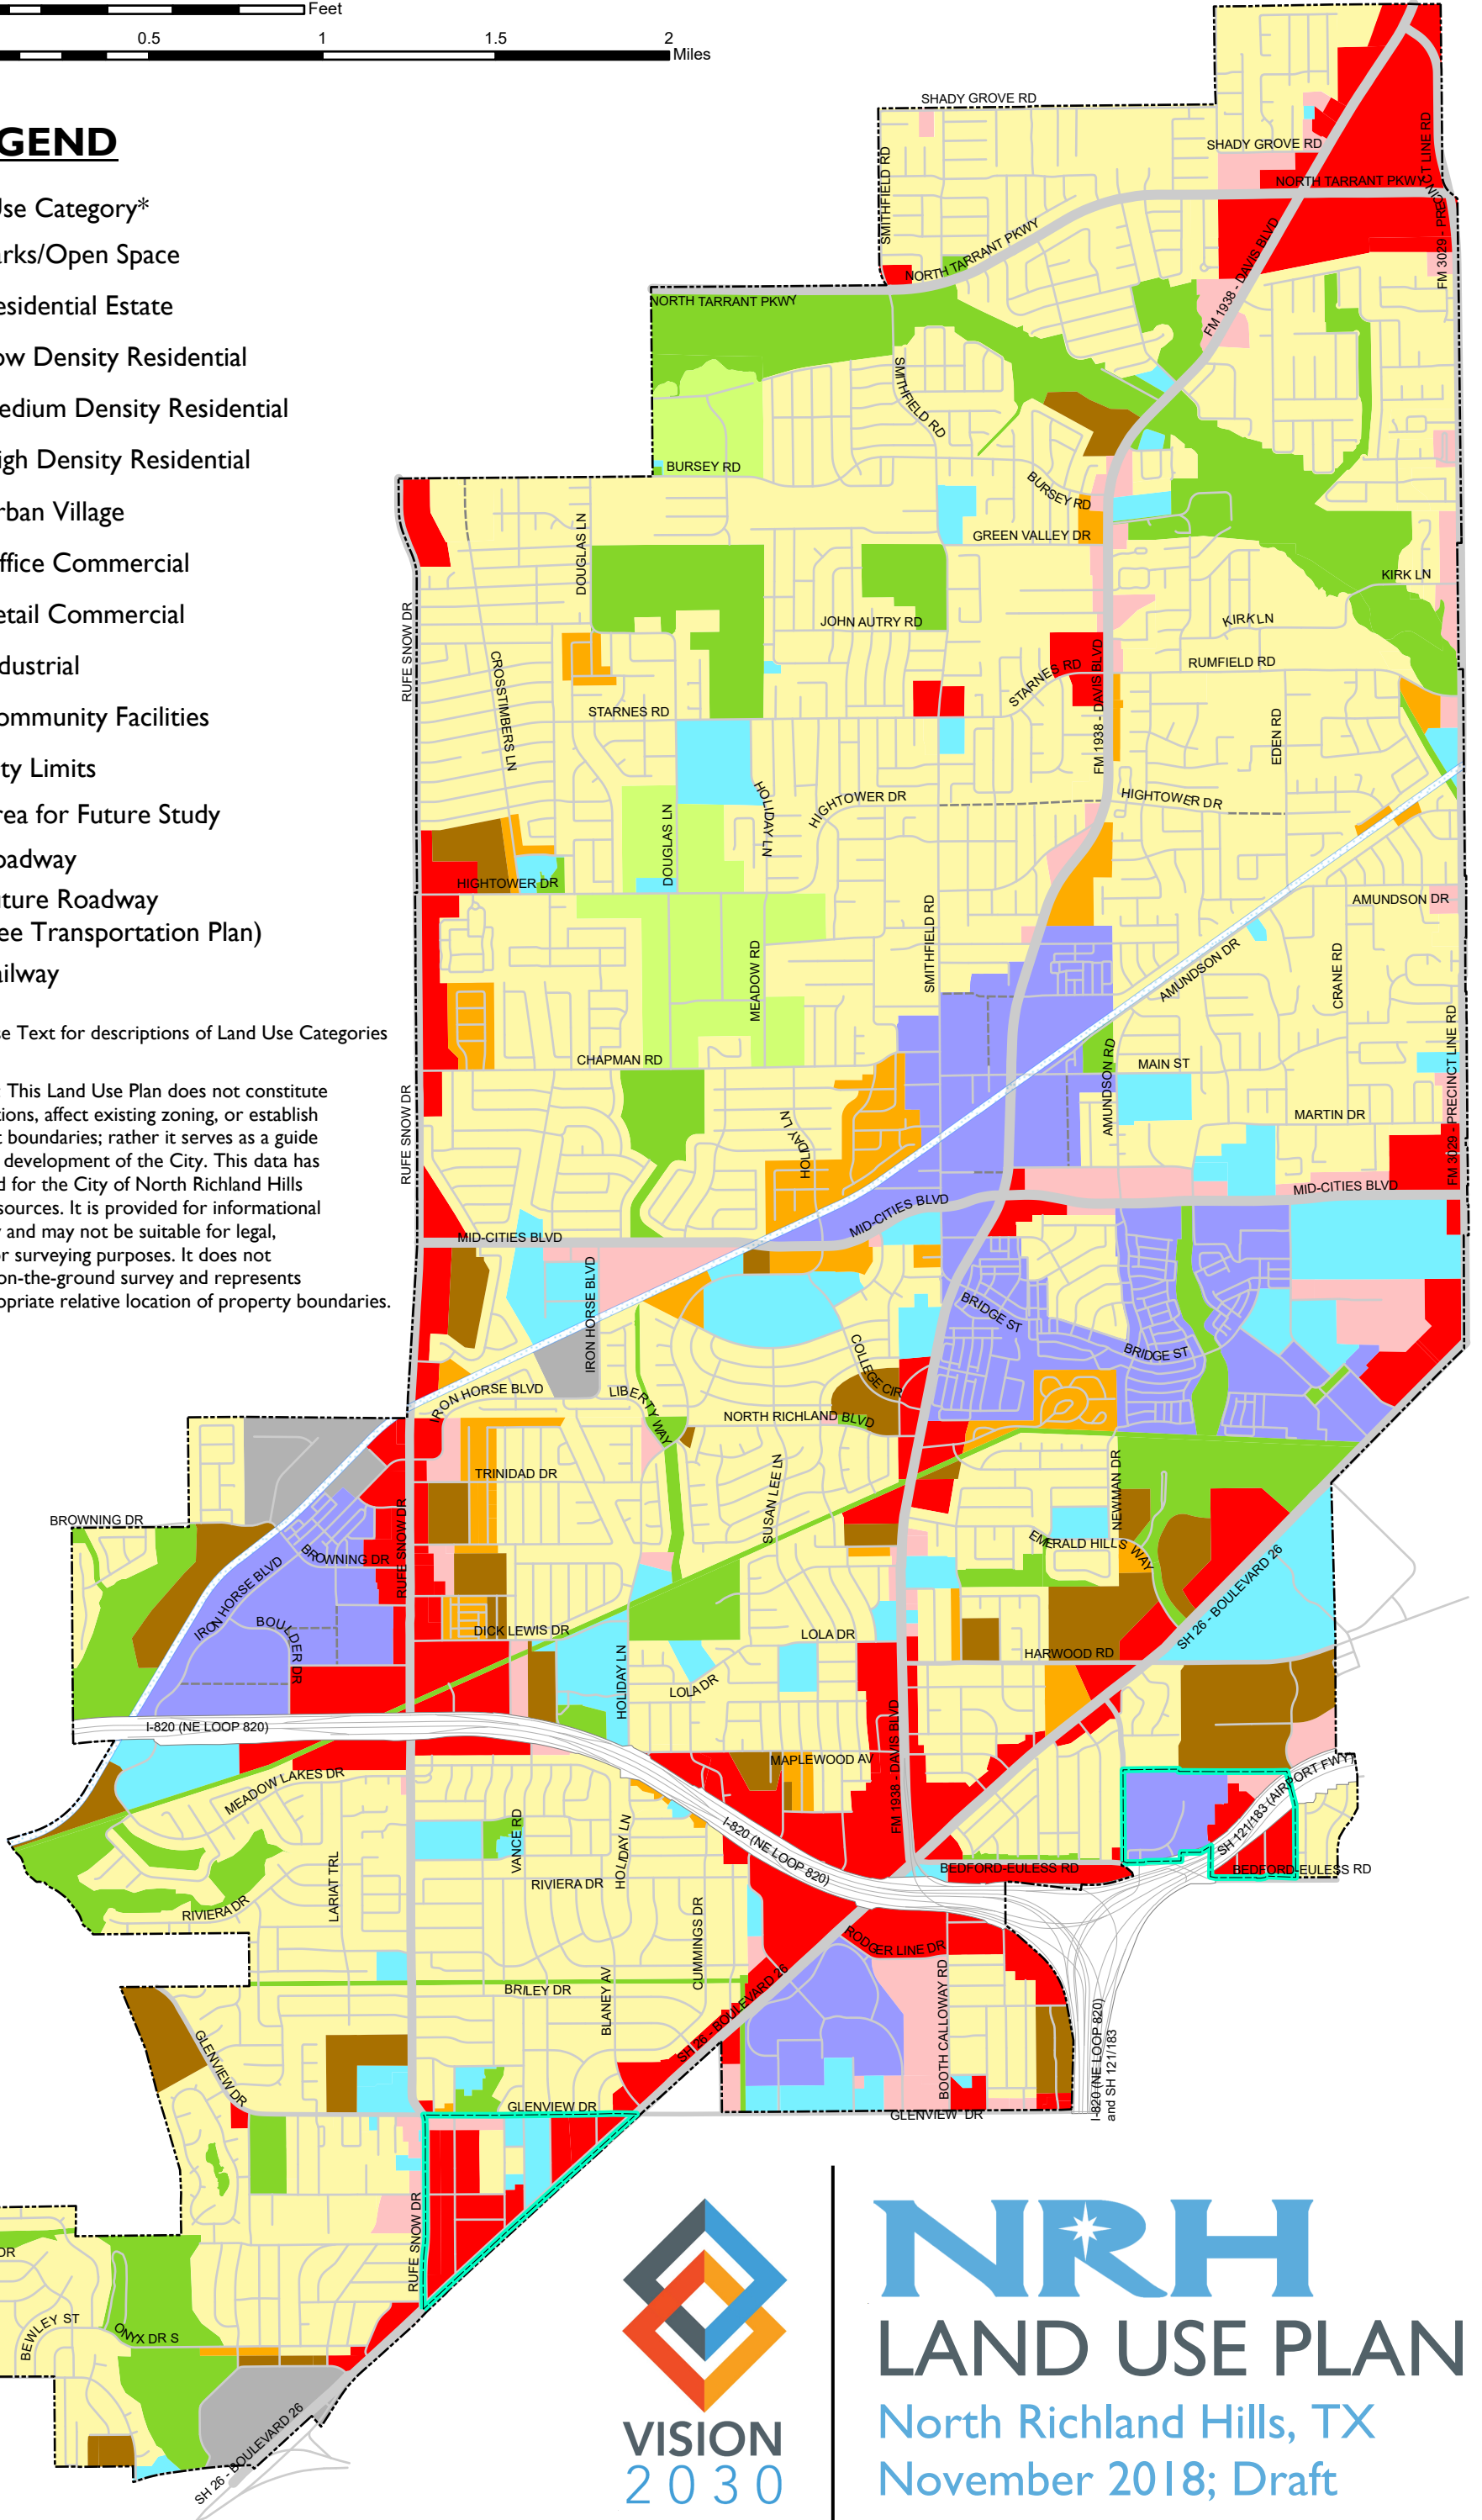 Feet
0.5 1 1.5 2
Miles
GEND
Use Category*
arks/Open Space
esidential Estate
ow Density Residential
edium Density Residential
igh Density Residential
rban Village
ffice Commercial
etail Commercial
dustrial
ommunity Facilities
ty Limits
rea for Future Study
oadway
uture Roadway
ee Transportation Plan)
ailway
se Text for descriptions of Land Use Categories
: This Land Use Plan does not constitute
tions, affect existing zoning, or establish
t boundaries; rather it serves as a guide
development of the City. This data has
d for the City of North Richland Hills
sources. It is provided for informational
y and may not be suitable for legal,
or surveying purposes. It does not
on-the-ground survey and represents
opriate relative location of property boundaries.
SHADY GROVE RD
SHADY GROVE RD
SMITHFIELD RD
NORTH TARRANT PKWY
NORTH TARRANT PKWY
NORTH TARRANT PKWY
FM 1938 - DAVIS BLVD
SMITHFIELD RD
BURSEY RD
BURSEY RD
GREEN VALLEY DR
DOUGLAS LN
KIRK LN
KIRK LN
JOHN AUTRY RD
RUFE SNOW DR
CROSSTIMBERS LN
STARNES RD
STARNES RD
RUMFIELD RD
FM 1938 - DAVIS BLVD
EDEN RD
HOLIDAY LN
HIGHTOWER DR
HIGHTOWER DR
DOUGLAS LN
HIGHTOWER DR
AMUNDSON DR
SMITHFIELD RD
MEADOW RD
AMUNDSON DR
CRANE RD
CHAPMAN RD
AMUNDSON RD
MAIN ST
MARTIN DR
FM 3029 - PRECINCT LINE RD
RUFE SNOW DR
HOLIDAY LN
MID-CITIES BLVD
MID-CITIES BLVD
MID-CITIES BLVD
IRON HORSE BLVD
BRIDGE ST
BRIDGE ST
COLLEGE CIR
IRON HORSE BLVD
LIBERTY WAY
NORTH RICHLAND BLVD
TRINIDAD DR
SUSAN LEE LN
NEWMAN DR
BROWNING DR
BROWNING DR
RUFE SNOW DR
EMERALD HILLS WAY
IRON HORSE BLVD
BOULDER DR
DICK LEWIS DR
LOLA DR
SH 26 - BOULEVARD 26
HARWOOD RD
HOLIDAY LN
LOLA DR
I-820 (NE LOOP 820)
FM 1938 - DAVIS BLVD
MAPLEWOOD AV
MEADOW LAKES DR
SH 121/183 (AIRPORT FWY)
I-820 (NE LOOP 820)
VANCE RD
HOLIDAY LN
BEDFORD-EULESS RD
BEDFORD-EULESS RD
LARIAT TRL
RIVIERA DR
RIVIERA DR
CUMMINGS DR
RODGER LINE DR
BRILEY DR
BLANEY AV
SH 26 - BOULEVARD 26
BOOTH CALLOWAY RD
I-820 (NE LOOP 820)
and SH 121/183
GLENVIEW DR
GLENVIEW DR
GLENVIEW DR
RUFE SNOW DR
DR
BEWLEY ST
ONYX DR S
SH 26 - BOULEVARD 26
VISION
2030
NRH
LAND USE PLAN
North Richland Hills, TX
November 2018; Draft